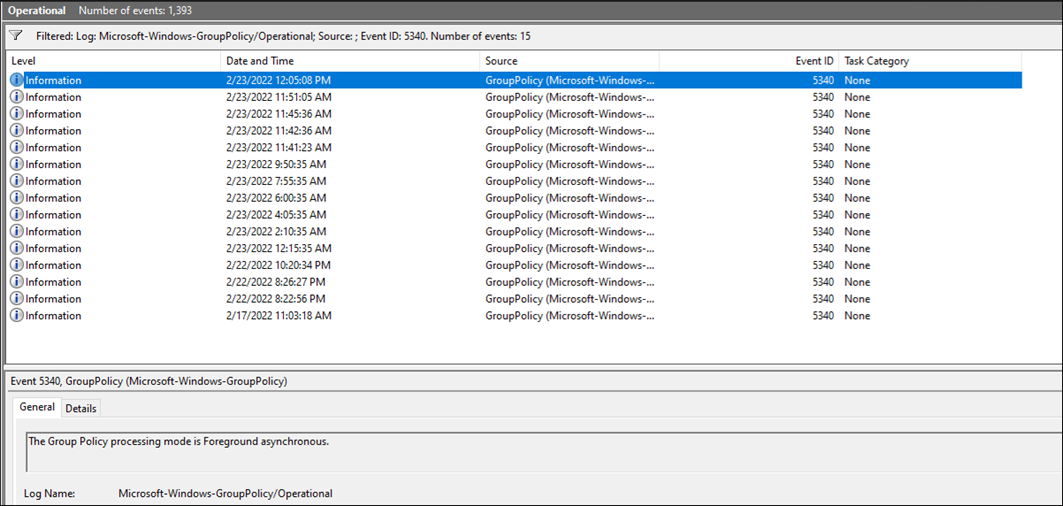 Operational Number of events: 1,393
Filtered: Log: Microsoft-Windows-GroupPolicy/Operational; Source: ; Event ID: 5340. Number of events: 15
Level Date and Time Source Event ID Task Category
Information 2/23/2022 12:05:08 PM GroupPolicy (Microsoft-Windows-... 5340 None
Information 2/23/2022 11:51:05 AM GroupPolicy (Microsoft-Windows-... 5340 None
Information 2/23/2022 11:45:36 AM GroupPolicy (Microsoft-Windows-... 5340 None
Information 2/23/2022 11:42:36 AM GroupPolicy (Microsoft-Windows-... 5340 None
Information 2/23/2022 11:41:23 AM GroupPolicy (Microsoft-Windows-... 5340 None
Information 2/23/2022 9:50:35 AM GroupPolicy (Microsoft-Windows-... 5340 None
Information 2/23/2022 7:55:35 AM GroupPolicy (Microsoft-Windows-... 5340 None
Information 2/23/2022 6:00:35 AM GroupPolicy (Microsoft-Windows-... 5340 None
Information 2/23/2022 4:05:35 AM GroupPolicy (Microsoft-Windows-... 5340 None
Information 2/23/2022 2:10:35 AM GroupPolicy (Microsoft-Windows-... 5340 None
Information 2/23/2022 12:15:35 AM GroupPolicy (Microsoft-Windows-... 5340 None
Information 2/22/2022 10:20:34 PM GroupPolicy (Microsoft-Windows-... 5340 None
Information 2/22/2022 8:26:27 PM GroupPolicy (Microsoft-Windows-... 5340 None
Information 2/22/2022 8:22:56 PM GroupPolicy (Microsoft-Windows-... 5340 None
Information 2/17/2022 11:03:18 AM GroupPolicy (Microsoft-Windows-... 5340 None
Event 5340, GroupPolicy (Microsoft-Windows-GroupPolicy)
General Details
The Group Policy processing mode is Foreground asynchronous.
Log Name: Microsoft-Windows-GroupPolicy/Operational